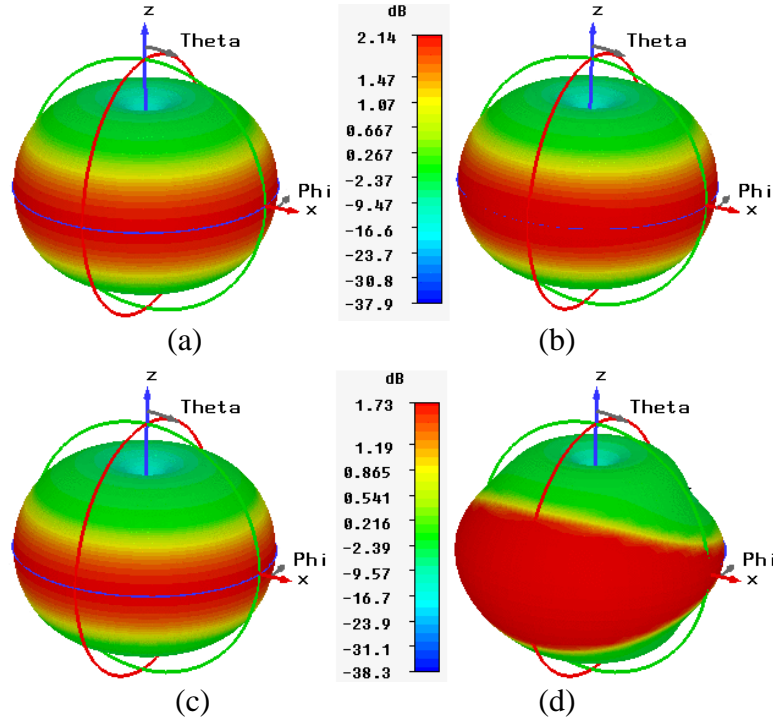 z
Theta
Phi
x
(a)
dB
2.14
1.47
1.07
0.667
0.267
-2.37
-9.47
-16.6
-23.7
-30.8
-37.9
z
Theta
Phi
x
(b)
z
Theta
Phi
x
(c)
dB
1.73
1.19
0.865
0.541
0.216
-2.39
-9.57
-16.7
-23.9
-31.1
-38.3
z
Theta
Phi
x
(d)